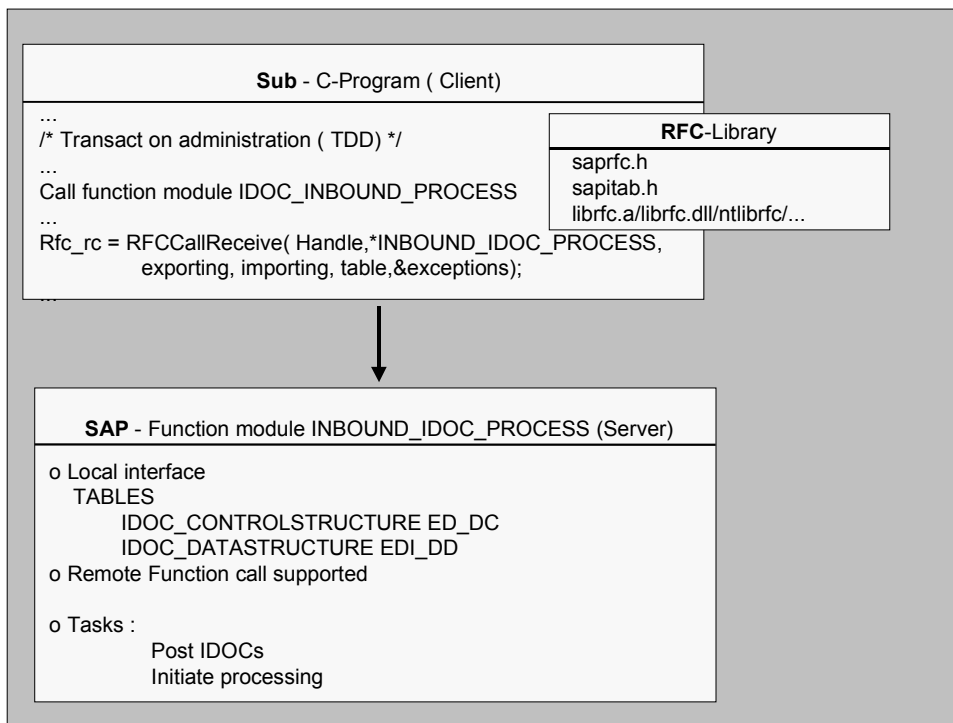 Sub - C-Program ( Client)
...
/* Transact on administration ( TDD) */
...
Call function module IDOC_INBOUND_PROCESS
...
Rfc_rc = RFCCallReceive( Handle,*INBOUND_IDOC_PROCESS,
exporting, importing, table,&exceptions);
...
RFC-Library
saprfc.h
sapitab.h
librfc.a/librfc.dll/ntlibrfc/...
SAP - Function module INBOUND_IDOC_PROCESS (Server)
o Local interface
TABLES
IDOC_CONTROLSTRUCTURE ED_DC
IDOC_DATASTRUCTURE EDI_DD
o Remote Function call supported
o Tasks :
Post IDOCs
Initiate processing